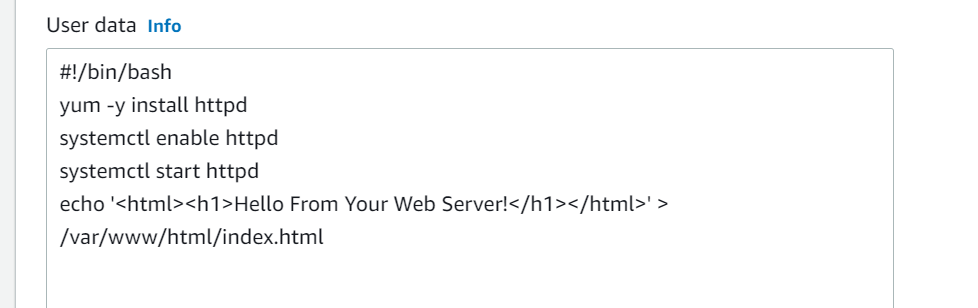 User data Info
#!/bin/bash
yum -y install httpd
systemctl enable httpd
systemctl start httpd
echo '<html><h1>Hello From Your Web Server!</h1></html>' >
/var/www/html/index.html